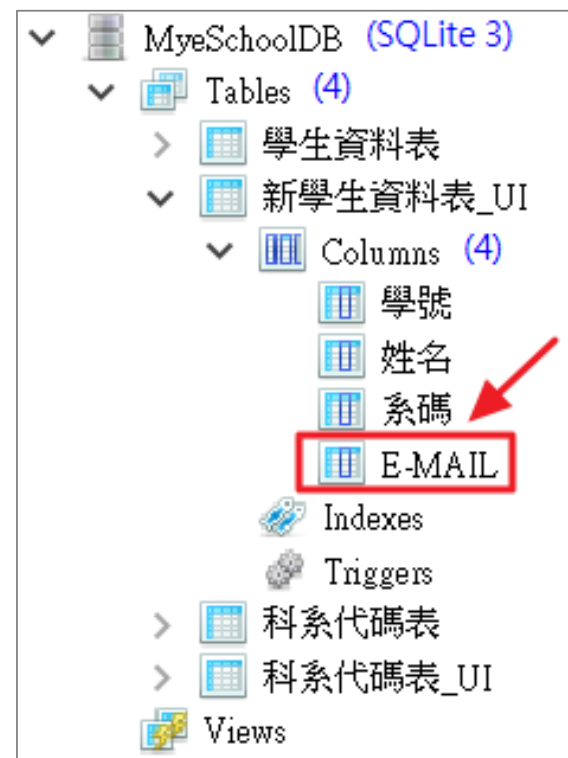 MyeSchoolDB (SQLite 3)
Tables (4)
學生資料表
新學生資料表_UI
Columns (4)
學號
姓名
系碼
E-MAIL
Indexes
Triggers
科系代碼表
科系代碼表_UI
Views